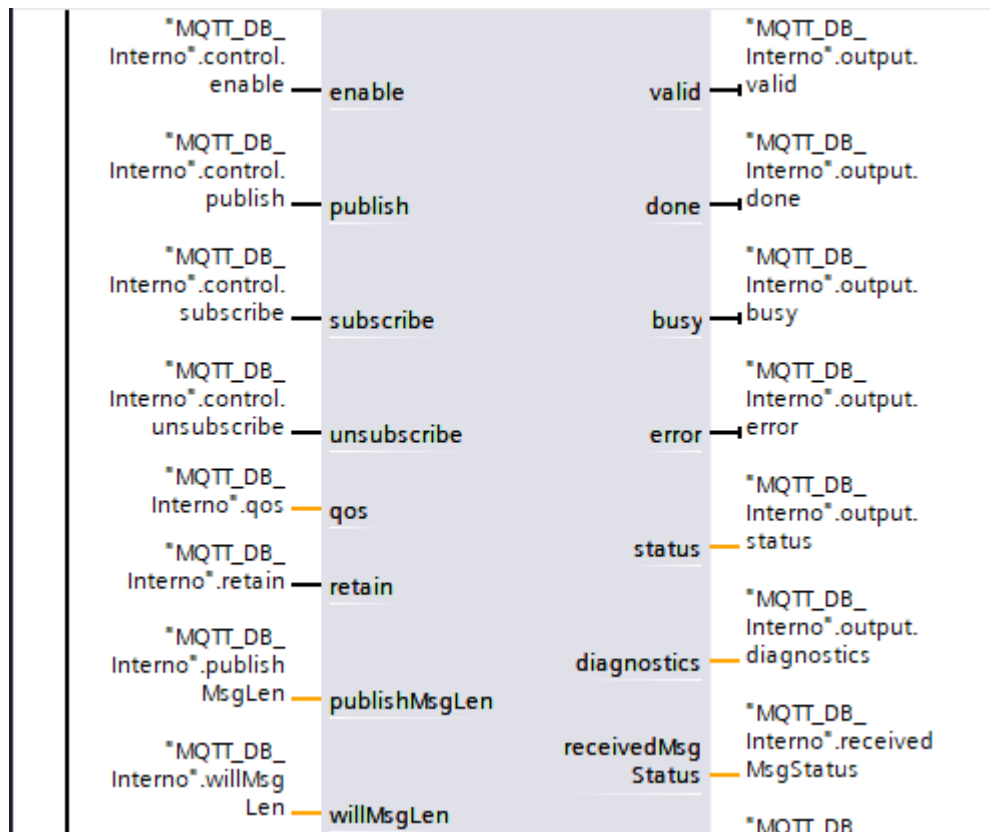 "MQTT_DB_
Interno".control.
enable
enable
valid
"MQTT_DB_
Interno".output.
valid
"MQTT_DB_
Interno".control.
publish
publish
done
"MQTT_DB_
Interno".output.
done
"MQTT_DB_
Interno".control.
subscribe
subscribe
busy
"MQTT_DB_
Interno".output.
busy
"MQTT_DB_
Interno".control.
unsubscribe
unsubscribe
error
"MQTT_DB_
Interno".output.
error
"MQTT_DB_
Interno".qos
qos
status
"MQTT_DB_
Interno".output.
status
"MQTT_DB_
Interno".retain
retain
diagnostics
"MQTT_DB_
Interno".output.
diagnostics
"MQTT_DB_
Interno".publish
MsgLen
publishMsgLen
receivedMsg
Status
"MQTT_DB_
Interno".received
MsgStatus
"MQTT_DB_
Interno".willMsg
Len
willMsgLen
"MQTT_DB_